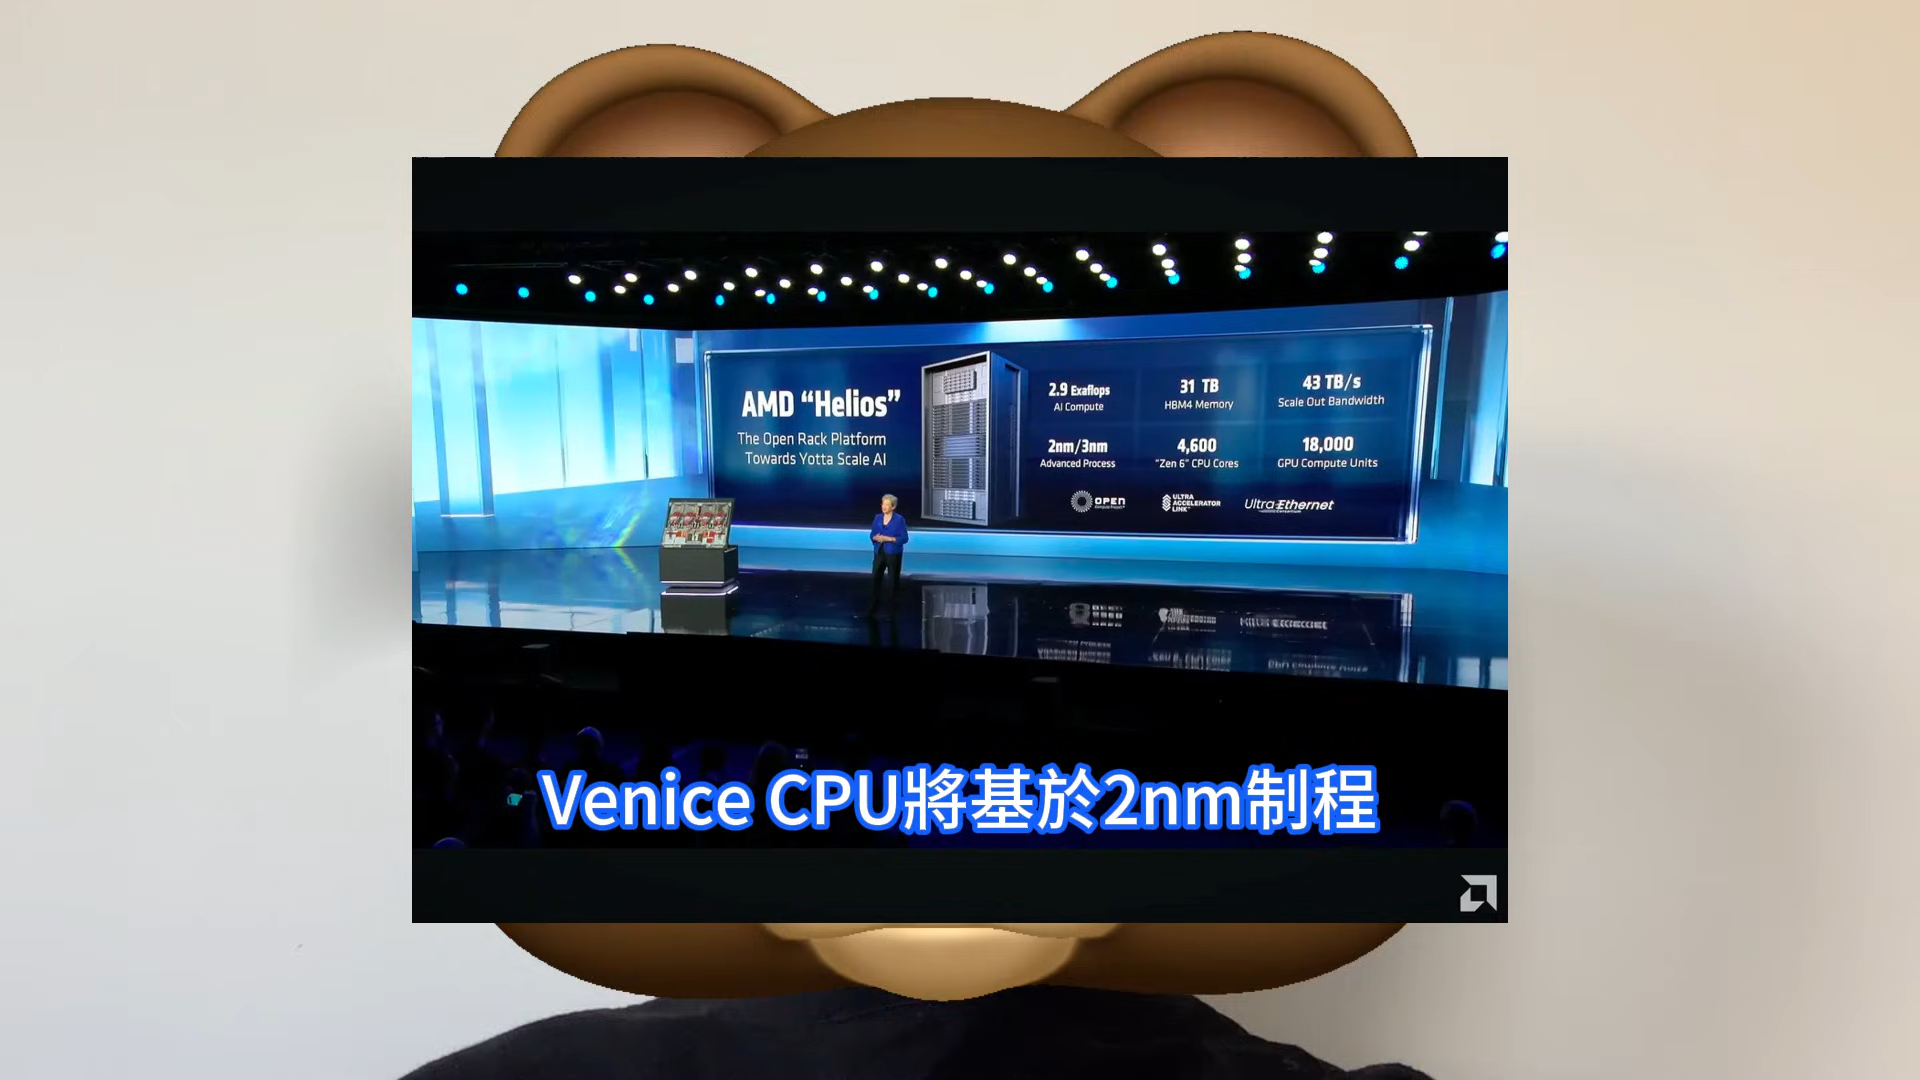 AMD “Helios”
The Open Rack Platform
Towards Yotta Scale AI
2.9 Exaflops
AI Compute
31 TB
HBM4 Memory
43 TB/s
Scale Out Bandwidth
2nm/3nm
Advanced Process
4,600
“Zen 6” CPU Cores
18,000
GPU Compute Units
OPEN
ULTRA
ACCELERATOR
LINK
UltraEthernet
Venice CPU將基於2nm制程